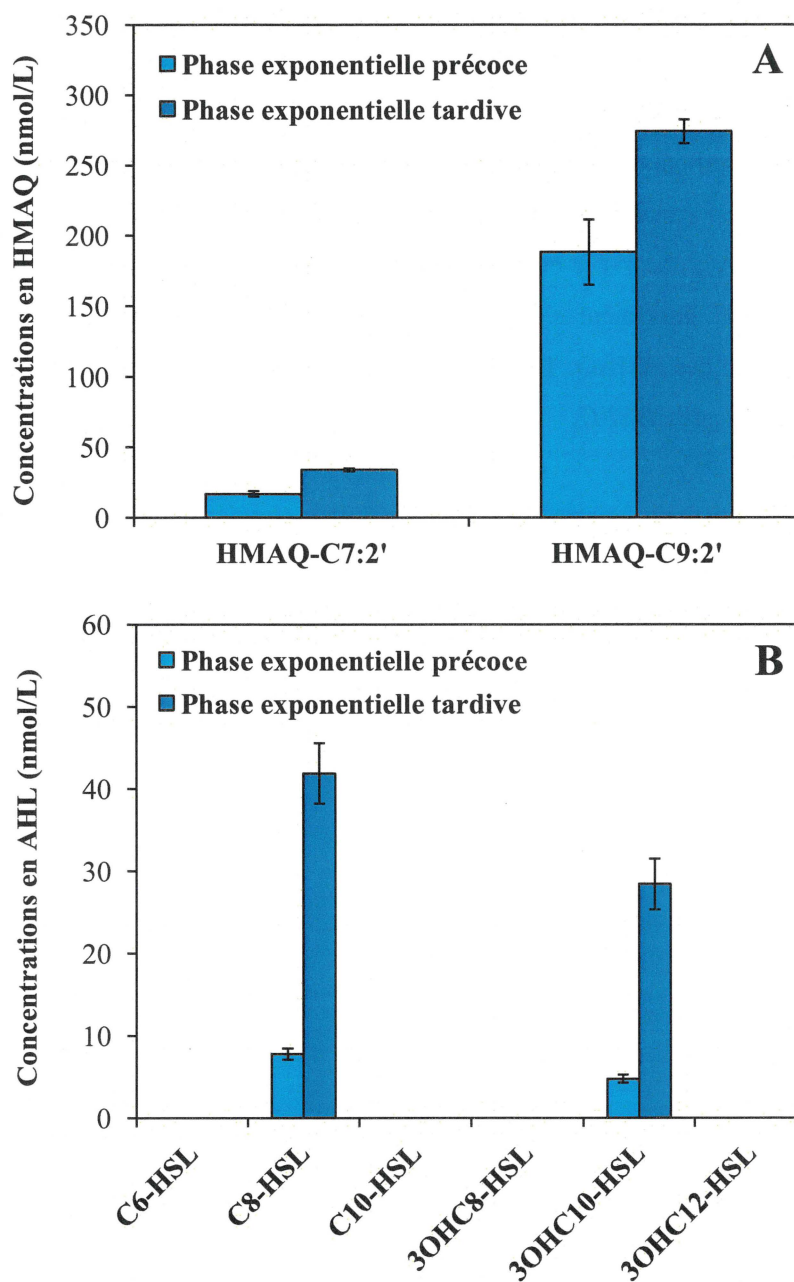 A
Phase exponentielle précoce
Phase exponentielle tardive
Concentrations en HMAQ (nmol/L)
350
300
250
200
150
100
50
0
HMAQ-C7:2'
HMAQ-C9:2'
B
Phase exponentielle précoce
Phase exponentielle tardive
Concentrations en AHL (nmol/L)
60
50
40
30
20
10
0
C6-HSL
C8-HSL
C10-HSL
3OHC8-HSL
3OHC10-HSL
3OHC12-HSL